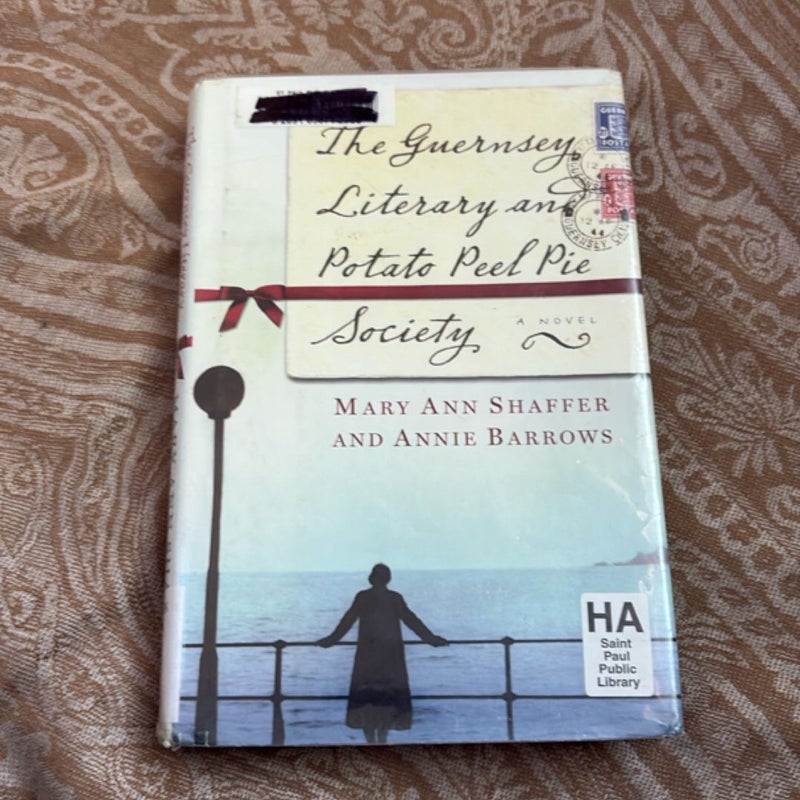 The Guernsey
Literary and
Potato Peel Pie
Society
A NOVEL
MARY ANN SHAFFER
AND ANNIE BARROWS
HA
Saint
Paul
Public
Library